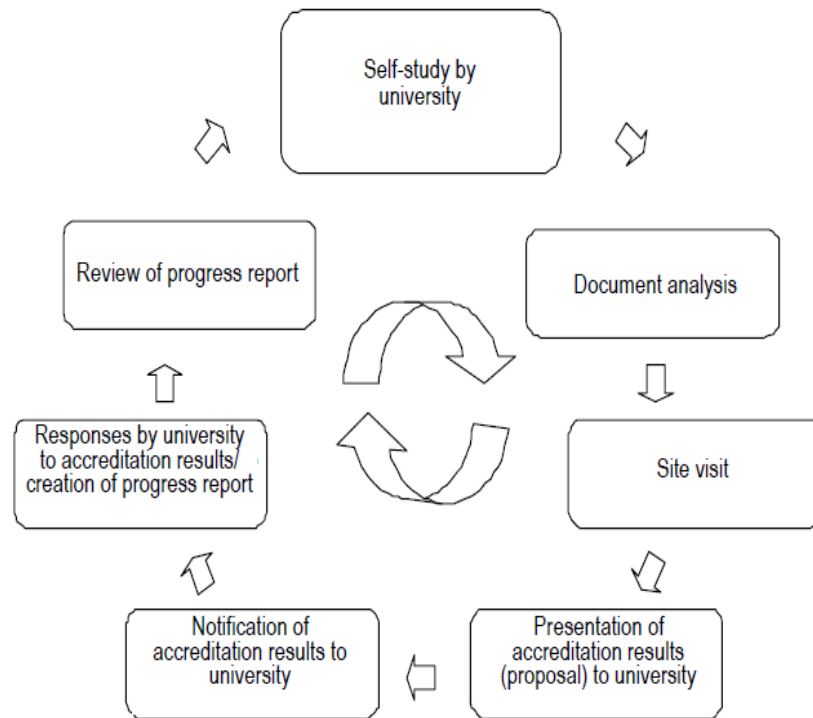 Self-study by
university
Document analysis
Site visit
Presentation of
accreditation results
(proposal) to university
Notification of
accreditation results to
university
Responses by university
to accreditation results/
creation of progress report
Review of progress report